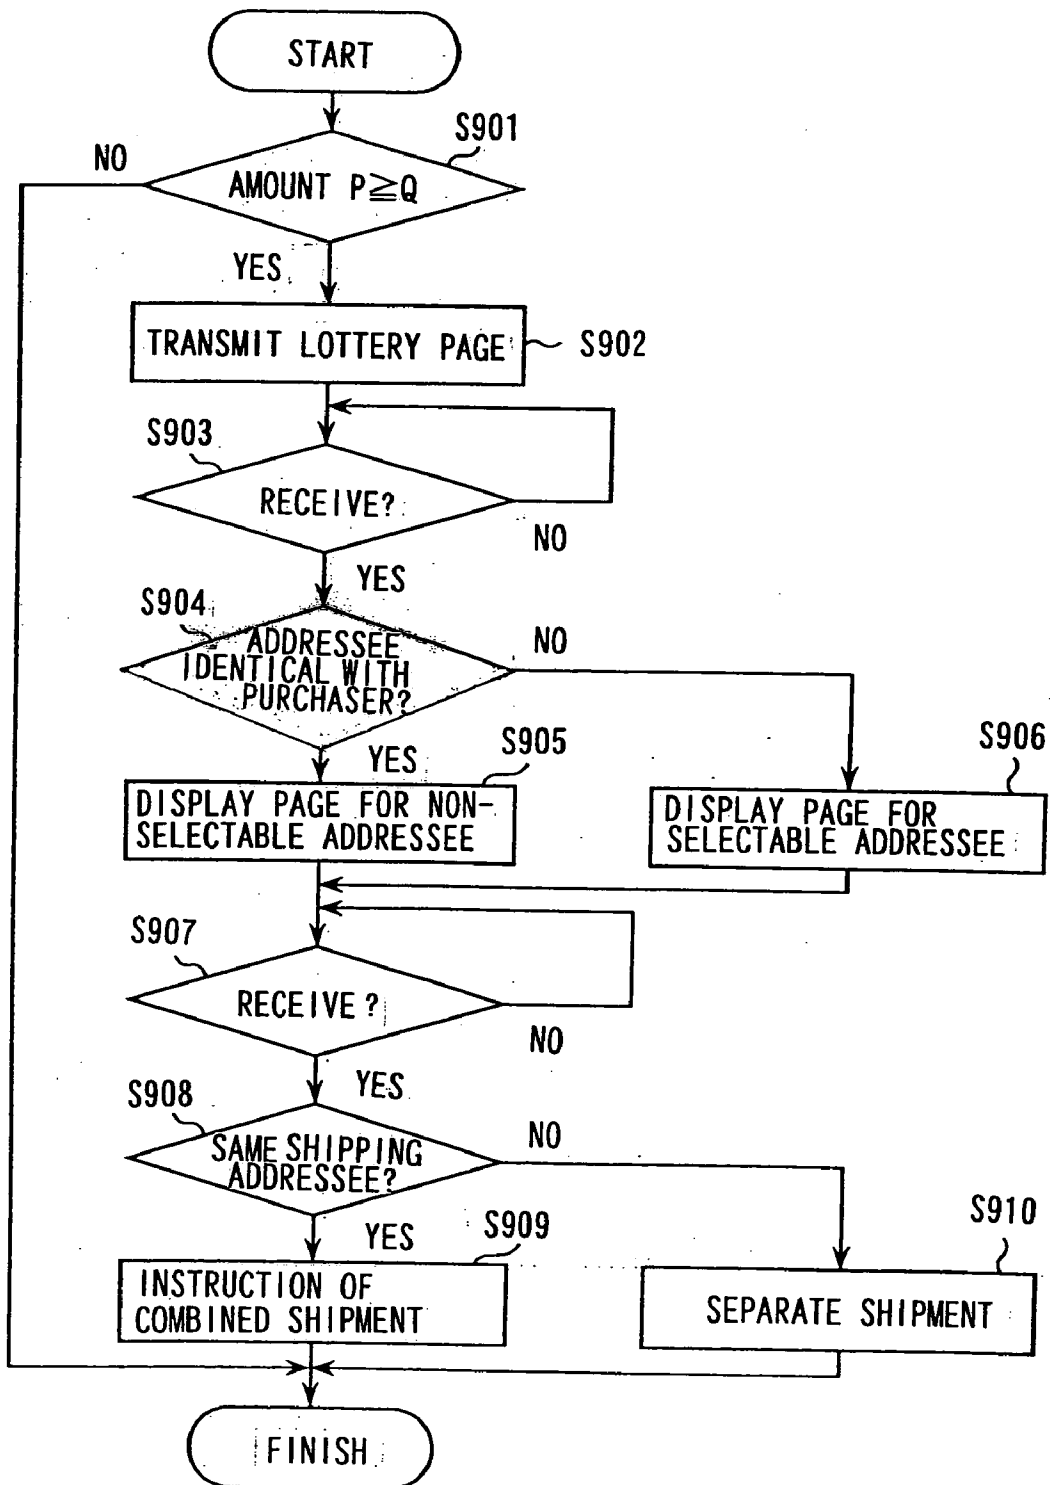 START
S901
NO
AMOUNT P≧Q
YES
TRANSMIT LOTTERY PAGE
S902
S903
RECEIVE?
NO
YES
S904
ADDRESSEE
IDENTICAL WITH
PURCHASER?
NO
YES
S905
S906
DISPLAY PAGE FOR NON-
SELECTABLE ADDRESSEE
DISPLAY PAGE FOR
SELECTABLE ADDRESSEE
S907
RECEIVE?
NO
YES
S908
SAME SHIPPING
ADDRESSEE?
NO
YES
S909
S910
INSTRUCTION OF
COMBINED SHIPMENT
SEPARATE SHIPMENT
FINISH